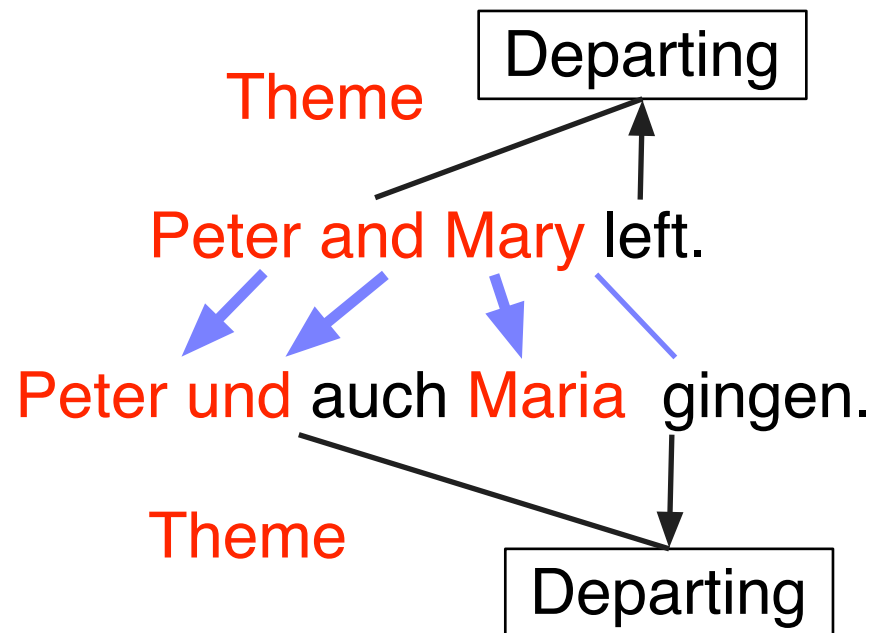 Departing
Theme
Peter and Mary left.
Peter und auch Maria gingen.
Theme
Departing